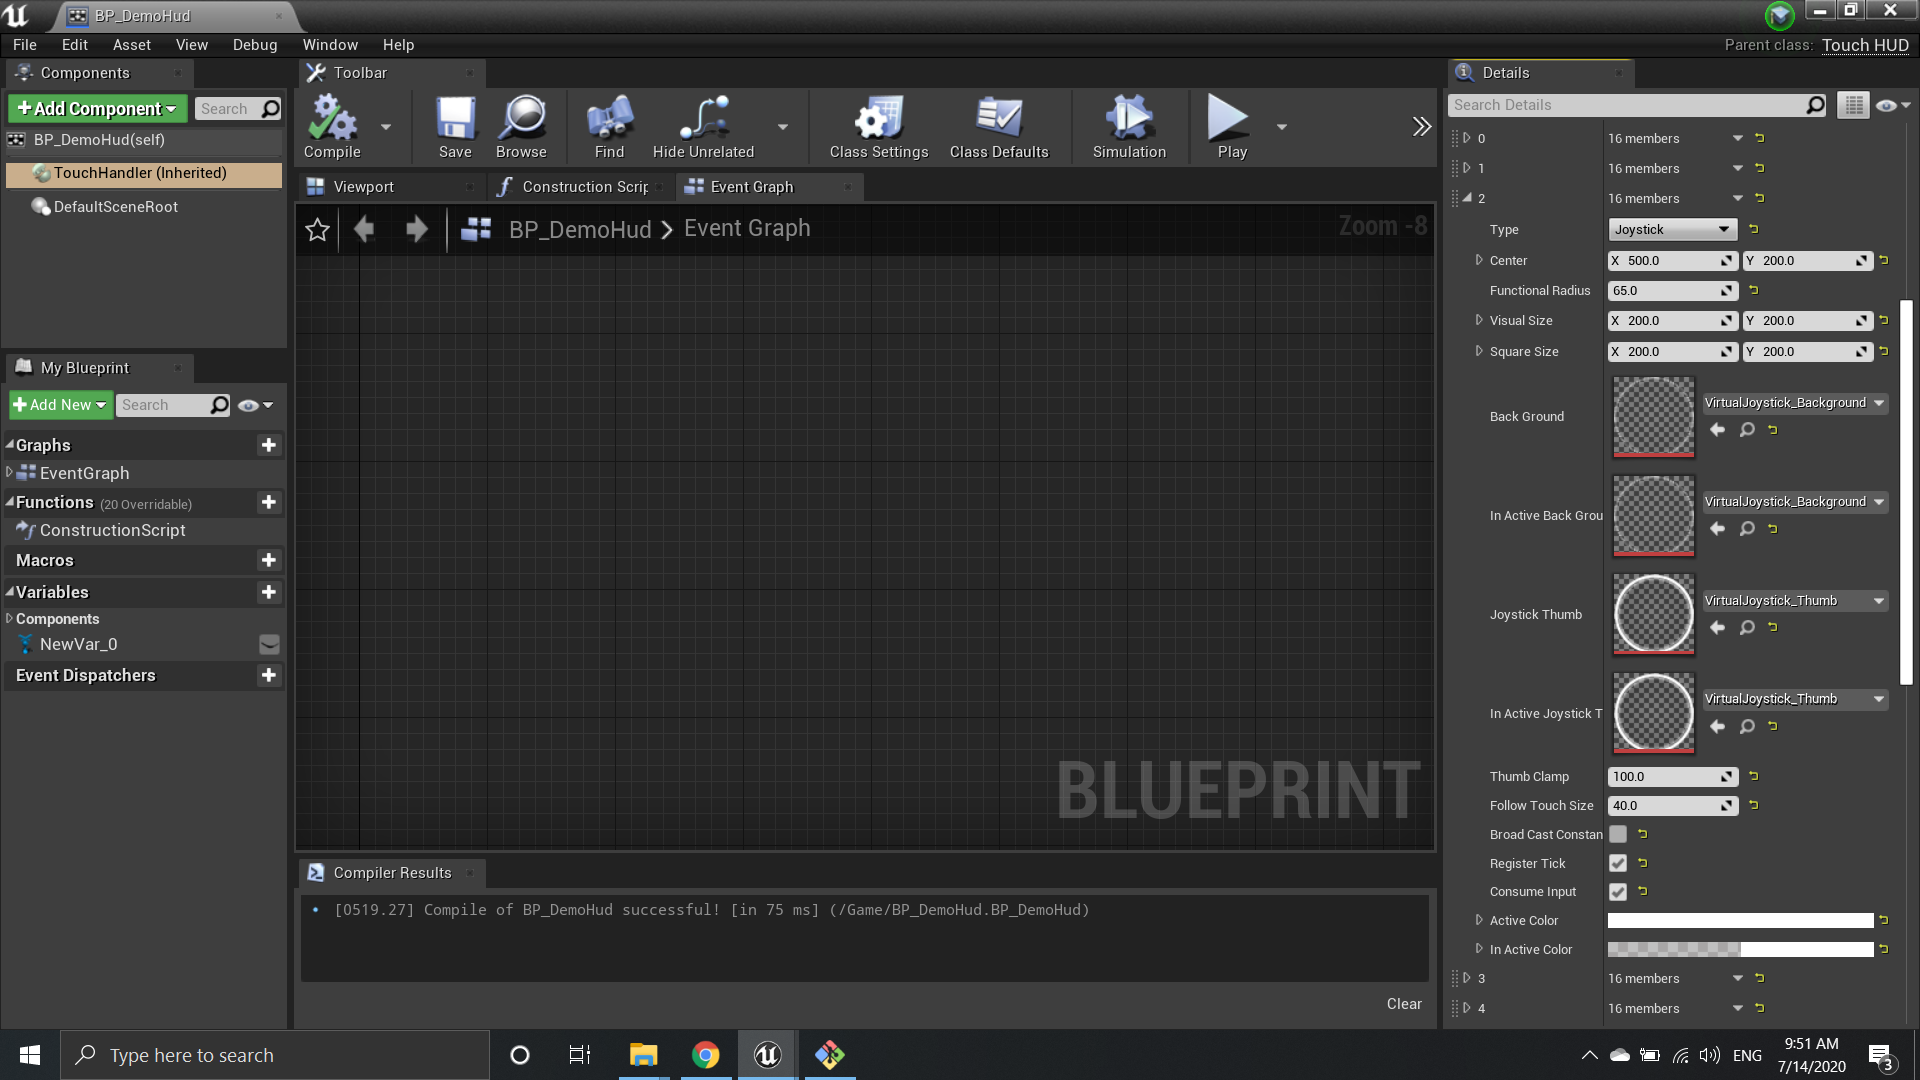 BP_DemoHud
File Edit Asset View Debug Window Help
Parent class: Touch HUD
Components
Add Component
Search
BP_DemoHud(self)
TouchHandler (Inherited)
DefaultSceneRoot
My Blueprint
Add New
Search
Graphs
EventGraph
Functions (20 Overridable)
ConstructionScript
Macros
Variables
Components
NewVar_0
Event Dispatchers
Toolbar
Compile
Save
Browse
Find
Hide Unrelated
Class Settings
Class Defaults
Simulation
Play
Viewport
Construction Scrip
Event Graph
BP_DemoHud > Event Graph
Zoom -8
BLUEPRINT
Compiler Results
[0519.27] Compile of BP_DemoHud successful! [in 75 ms] (/Game/BP_DemoHud.BP_DemoHud)
Clear
Details
Search Details
0 16 members
1 16 members
2 16 members
Type Joystick
Center X 500.0 Y 200.0
Functional Radius 65.0
Visual Size X 200.0 Y 200.0
Square Size X 200.0 Y 200.0
Back Ground VirtualJoystick_Background
In Active Back Grou VirtualJoystick_Background
Joystick Thumb VirtualJoystick_Thumb
In Active Joystick T VirtualJoystick_Thumb
Thumb Clamp 100.0
Follow Touch Size 40.0
Broad Cast Constan
Register Tick
Consume Input
Active Color
In Active Color
3 16 members
4 16 members
Type here to search
ENG
9:51 AM
7/14/2020
3